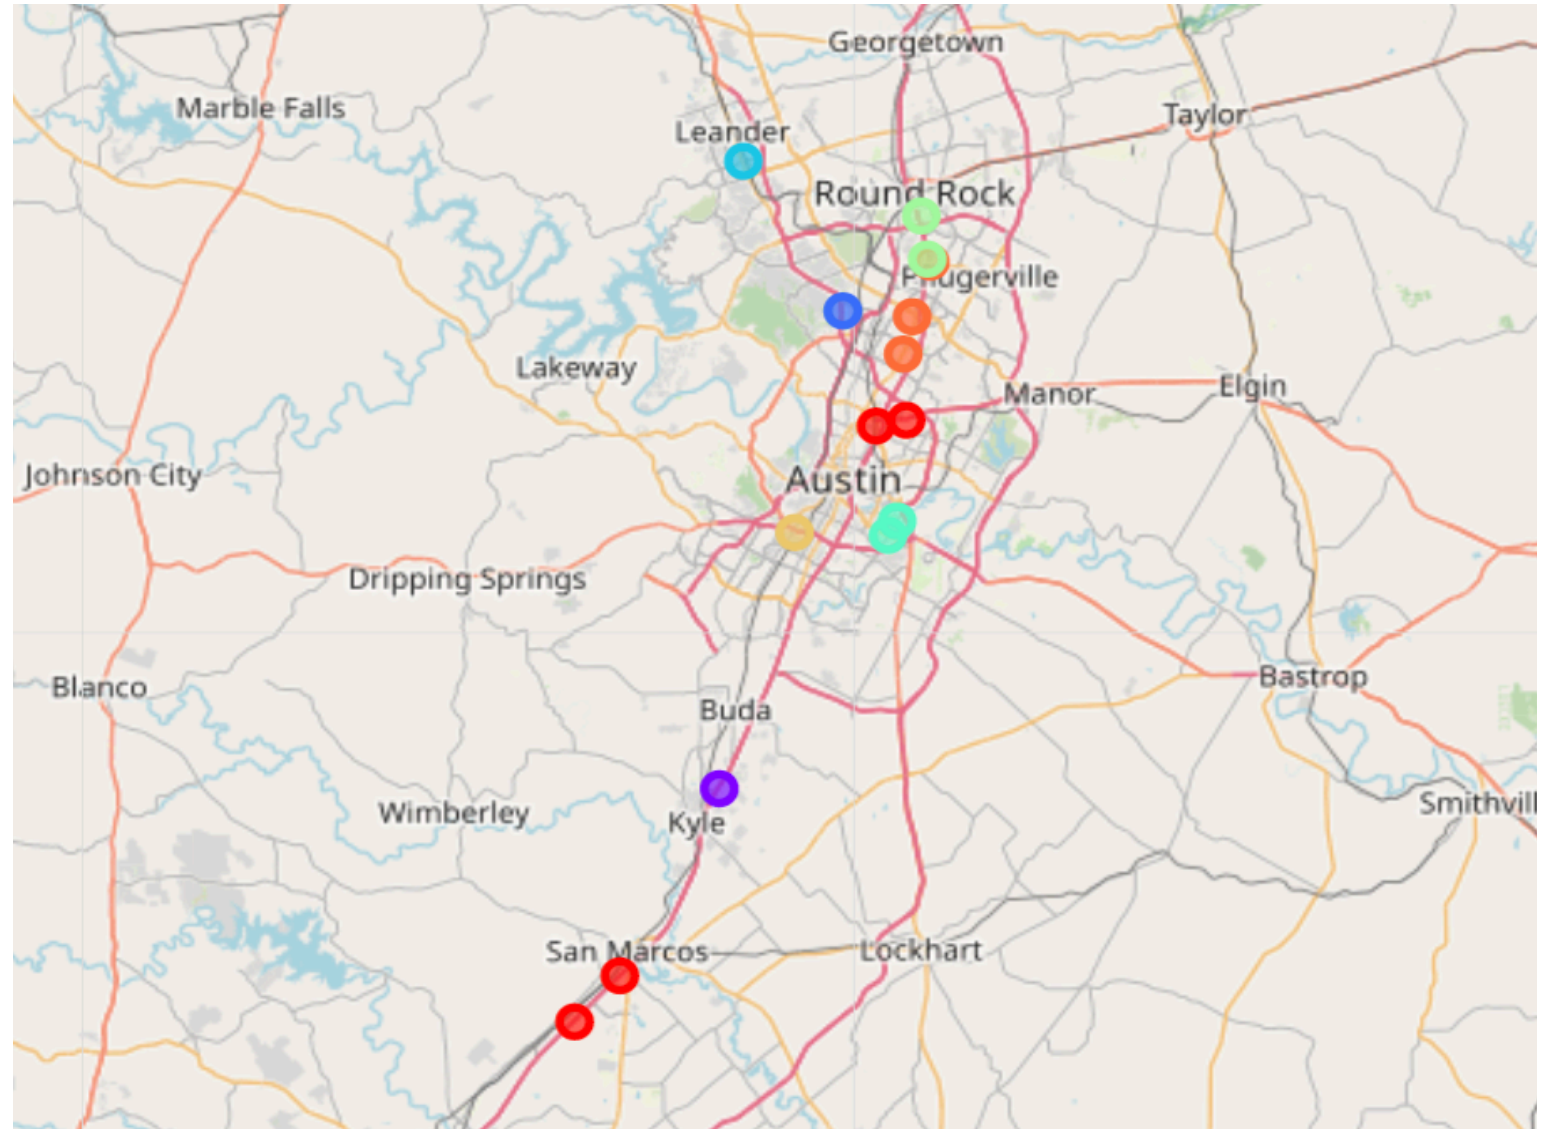 Georgetown
Marble Falls
Taylor
Leander
Round Rock
Pflugerville
Lakeway
Manor
Elgin
Johnson City
Austin
Dripping Springs
Bastrop
Blanco
Buda
Smithvill
Wimberley
Kyle
San Marcos
Lockhart